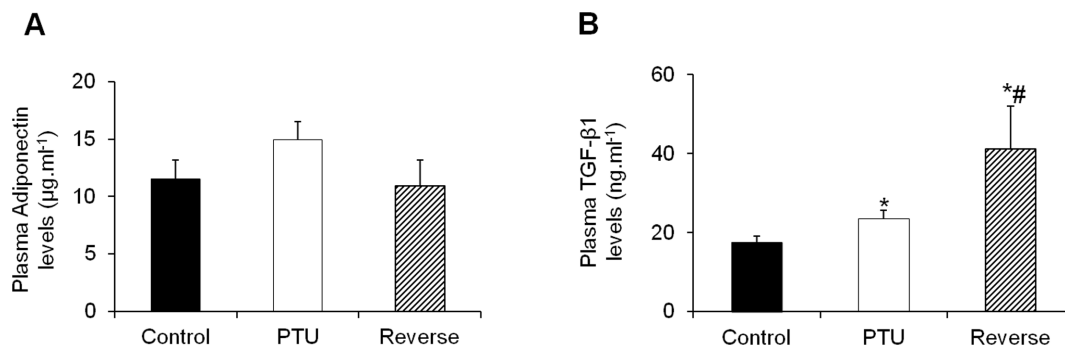 A
Plasma Adiponectin
levels (µg.ml-1)
20
15
10
5
0
Control PTU Reverse
B
Plasma TGF-β1
levels (ng.ml-1)
60
40
20
0
*
*#
Control PTU Reverse